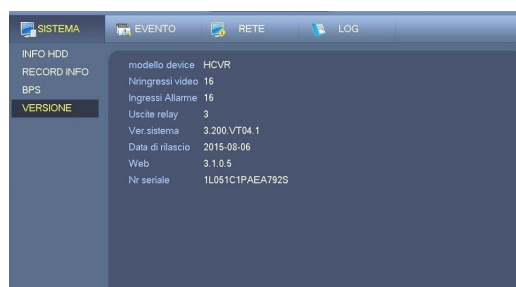 SISTEMA EVENTO RETE LOG
INFO HDD
RECORD INFO
BPS
VERSIONE
modello device HCVR
Nringressi video 16
Ingressi Allarme 16
Uscite relay 3
Ver.sistema 3.200.VT04.1
Data di rilascio 2015-08-06
Web 3.1.0.5
Nr seriale 1L051C1PAEA792S